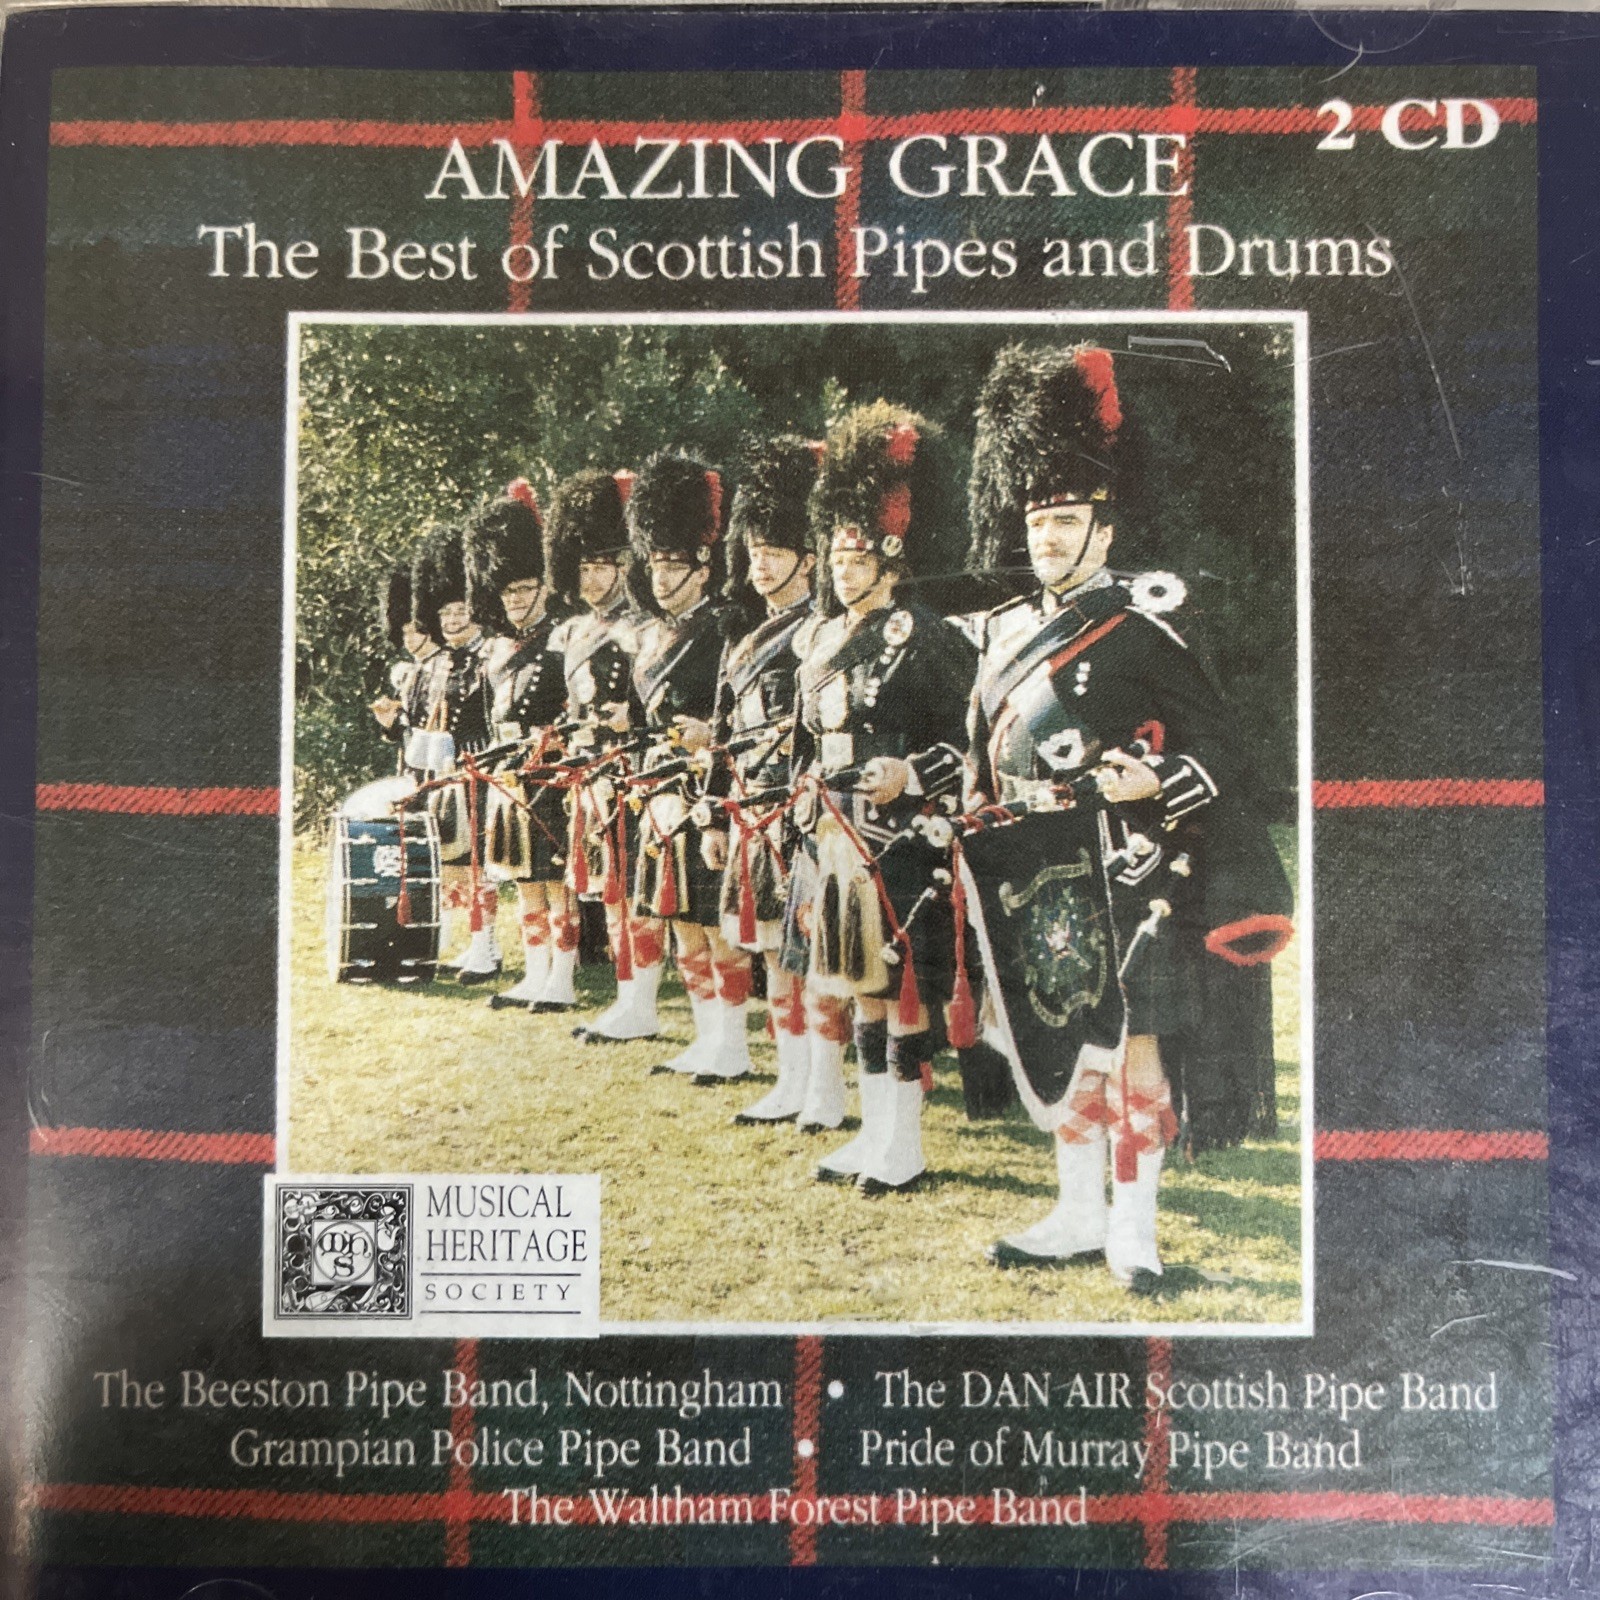 2 CD
AMAZING GRACE
The Best of Scottish Pipes and Drums
mhs
MUSICAL
HERITAGE
SOCIETY
The Beeston Pipe Band, Nottingham • The DAN AIR Scottish Pipe Band
Grampian Police Pipe Band • Pride of Murray Pipe Band
The Waltham Forest Pipe Band